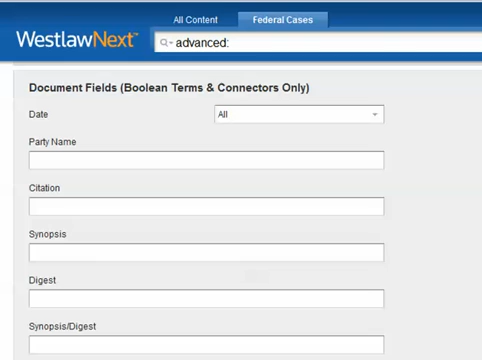 All Content Federal Cases
WestlawNext™ advanced:
Document Fields (Boolean Terms & Connectors Only)
Date All
Party Name
Citation
Synopsis
Digest
Synopsis/Digest